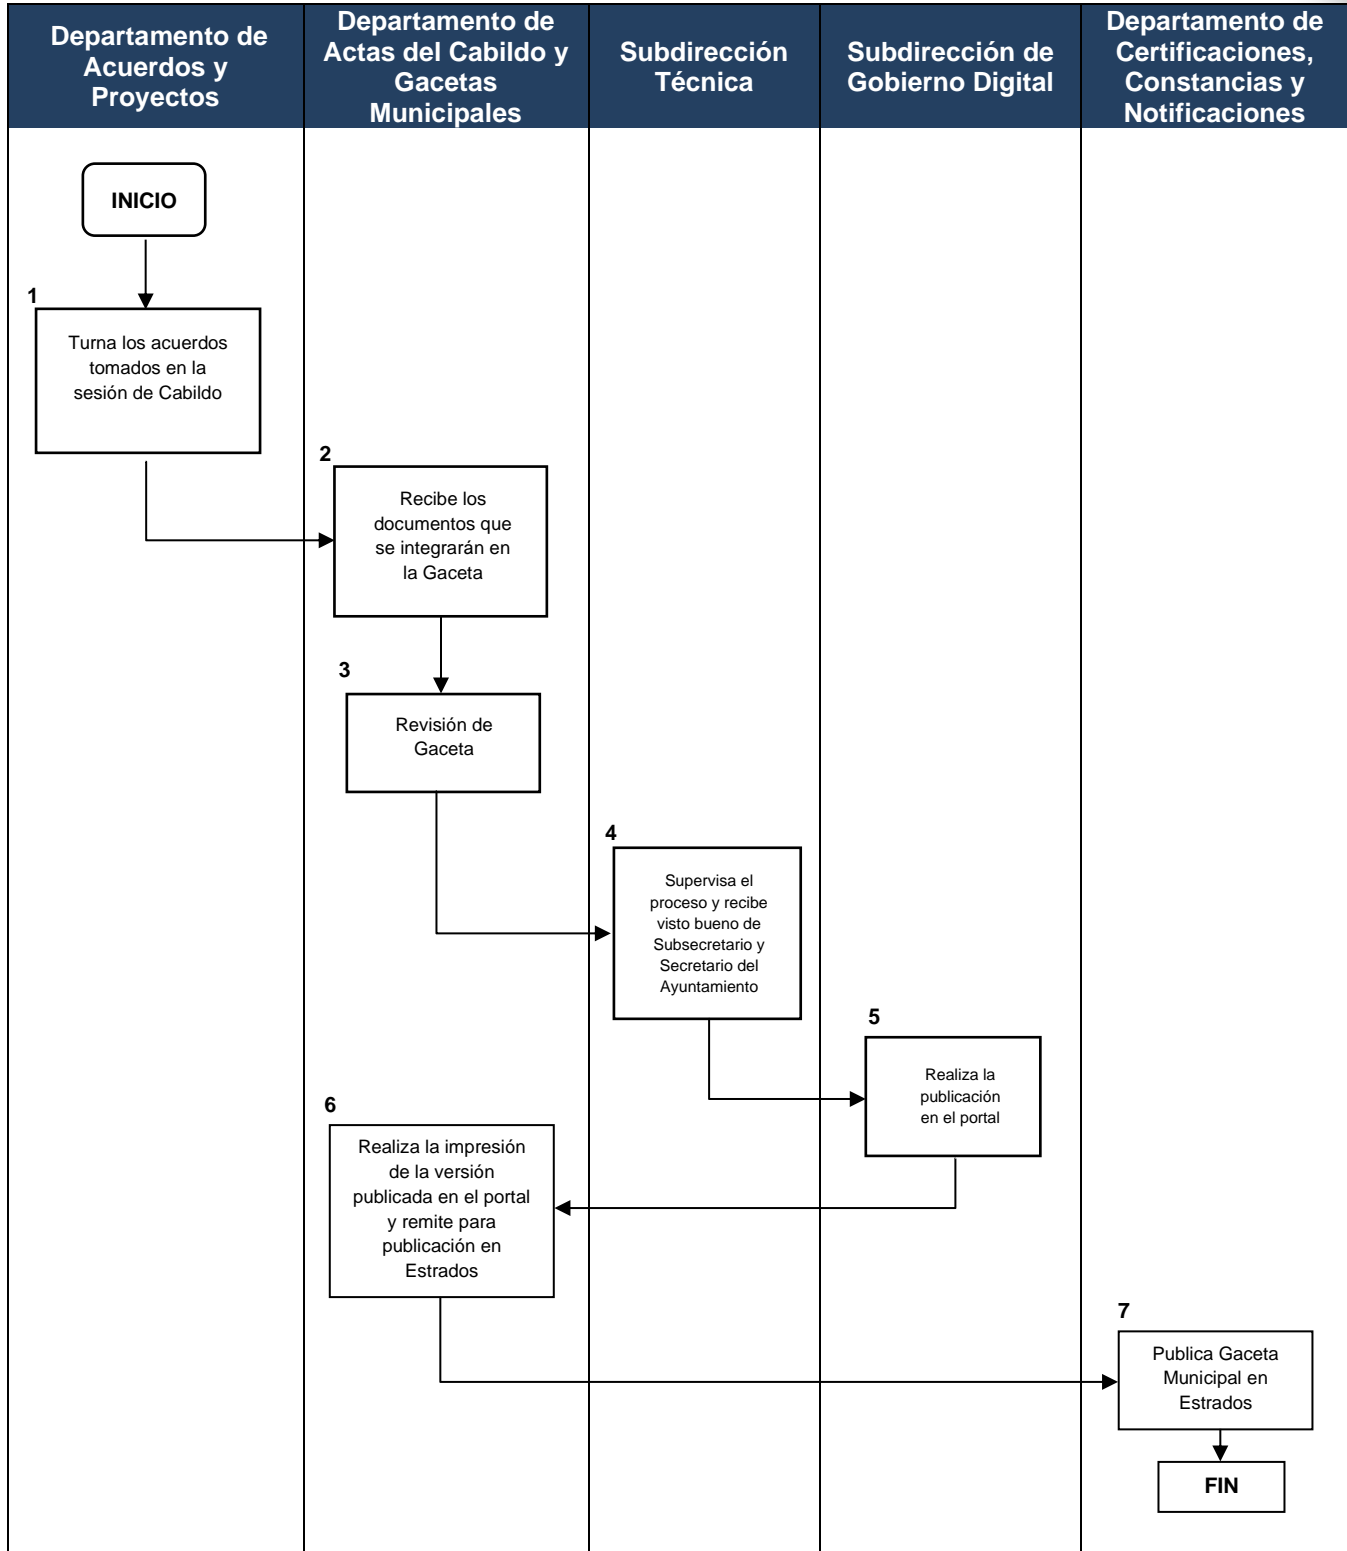 Departamento de
Acuerdos y
Proyectos
Departamento de
Actas del Cabildo y
Gacetas
Municipales
Subdirección
Técnica
Subdirección de
Gobierno Digital
Departamento de
Certificaciones,
Constancias y
Notificaciones
INICIO
1
Turna los acuerdos
tomados en la
sesión de Cabildo
2
Recibe los
documentos que
se integrarán en
la Gaceta
3
Revisión de
Gaceta
4
Supervisa el
proceso y recibe
visto bueno de
Subsecretario y
Secretario del
Ayuntamiento
5
Realiza la
publicación
en el portal
6
Realiza la impresión
de la versión
publicada en el portal
y remite para
publicación en
Estrados
7
Publica Gaceta
Municipal en
Estrados
FIN